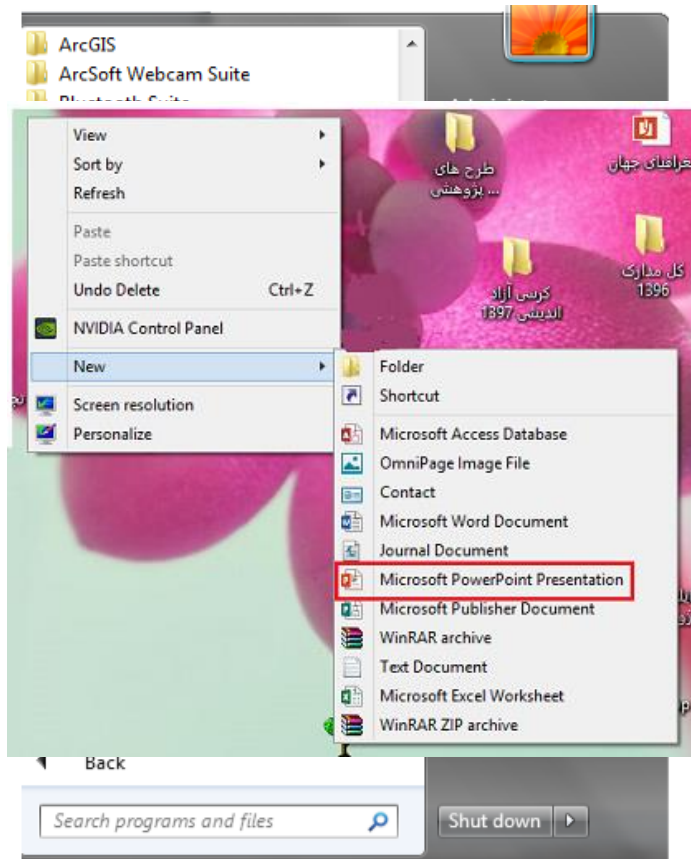 ArcGIS
ArcSoft Webcam Suite
View
Sort by
Refresh
Paste
Paste shortcut
Undo Delete Ctrl+Z
NVIDIA Control Panel
New
Screen resolution
Personalize
طرح های
پژوهشی ...
جغرافیای جهان
کرسی آزاد
اندیشی 1397
کل مدارک
1396
Folder
Shortcut
Microsoft Access Database
OmniPage Image File
Contact
Microsoft Word Document
Journal Document
Microsoft PowerPoint Presentation
Microsoft Publisher Document
WinRAR archive
Text Document
Microsoft Excel Worksheet
WinRAR ZIP archive
Back
Search programs and files
Shut down